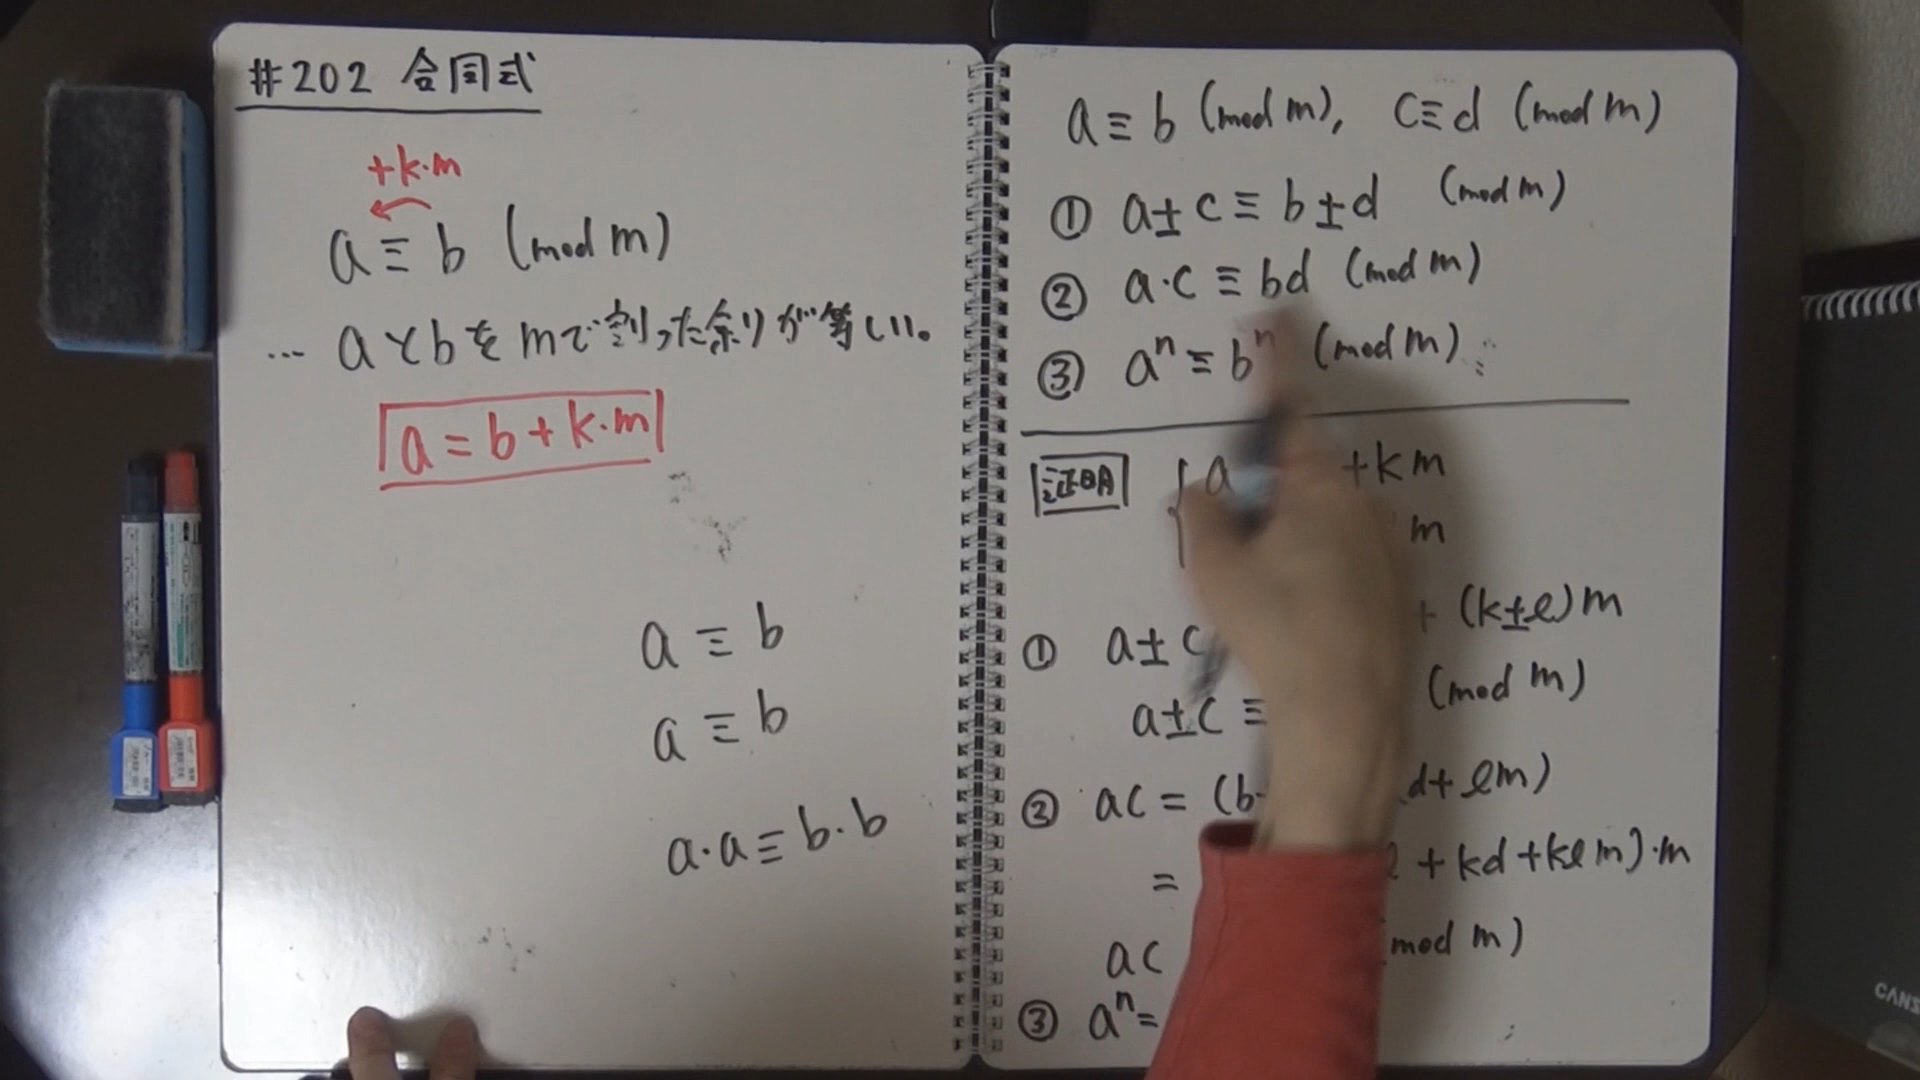 #202 合同式
+k·m
a ≡ b (mod m)
… aとbをmで割った余りが等しい。
a = b + k·m
a ≡ b
a ≡ b
a·a ≡ b·b
a ≡ b (mod m), c ≡ d (mod m)
① a ± c ≡ b ± d (mod m)
② a·c ≡ bd (mod m)
③ aⁿ ≡ bⁿ (mod m)
証明 { a +km
m
① a ± c + (k±ℓ)m
a ± c ≡ (mod m)
② ac = (b d + ℓm)
= + kd + kℓm)·m
ac mod m)
③ aⁿ =
CANS